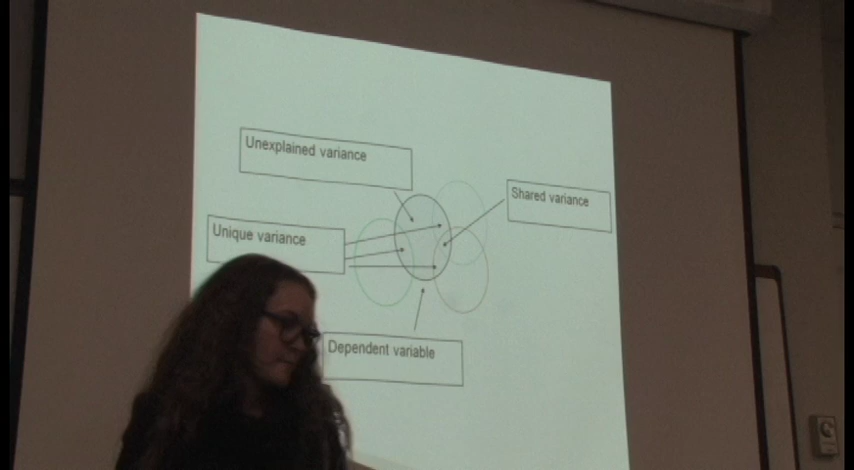 Unexplained variance
Shared variance
Unique variance
Dependent variable